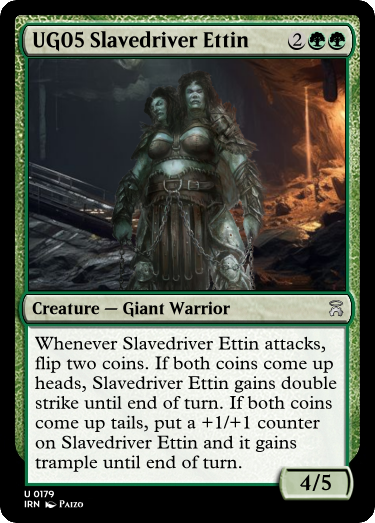 UG05 Slavedriver Ettin 2
Creature — Giant Warrior
Whenever Slavedriver Ettin attacks,
flip two coins. If both coins come up
heads, Slavedriver Ettin gains double
strike until end of turn. If both coins
come up tails, put a +1/+1 counter
on Slavedriver Ettin and it gains
trample until end of turn.
4/5
U 0179
IRN Paizo